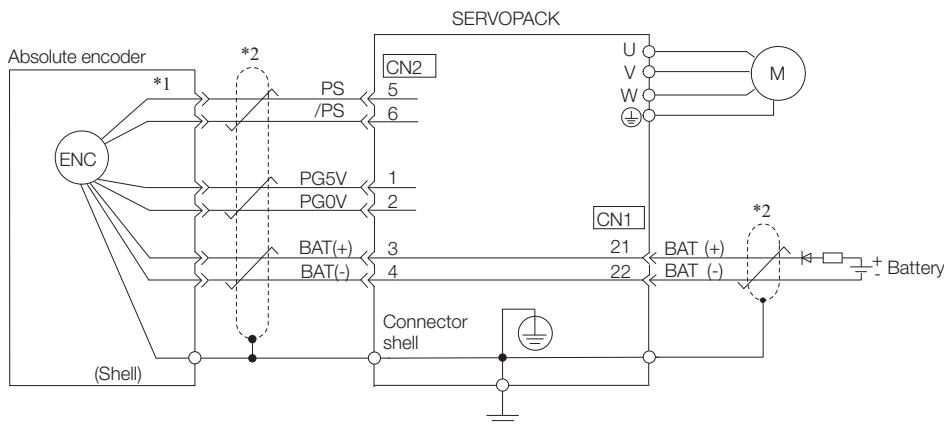 SERVOPACK
Absolute encoder
*2
CN2
U
V
W
M
*1
PS
5
/PS
6
ENC
PG5V
1
PG0V
2
CN1
*2
BAT(+)
3
21
BAT (+)
BAT(-)
4
22
BAT (-)
+
-
Battery
Connector
shell
(Shell)